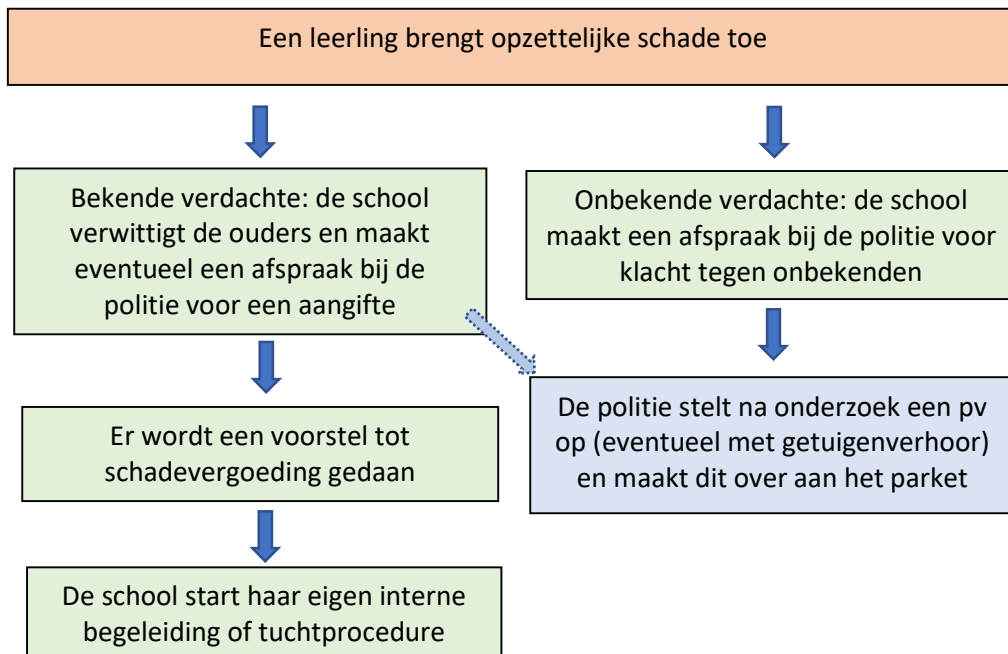 Een leerling brengt opzettelijke schade toe
Bekende verdachte: de school
verwittigt de ouders en maakt
eventueel een afspraak bij de
politie voor een aangifte
Onbekende verdachte: de school
maakt een afspraak bij de politie voor
klacht tegen onbekenden
Er wordt een voorstel tot
schadevergoeding gedaan
De politie stelt na onderzoek een pv
op (eventueel met getuigenverhoor)
en maakt dit over aan het parket
De school start haar eigen interne
begeleiding of tuchtprocedure